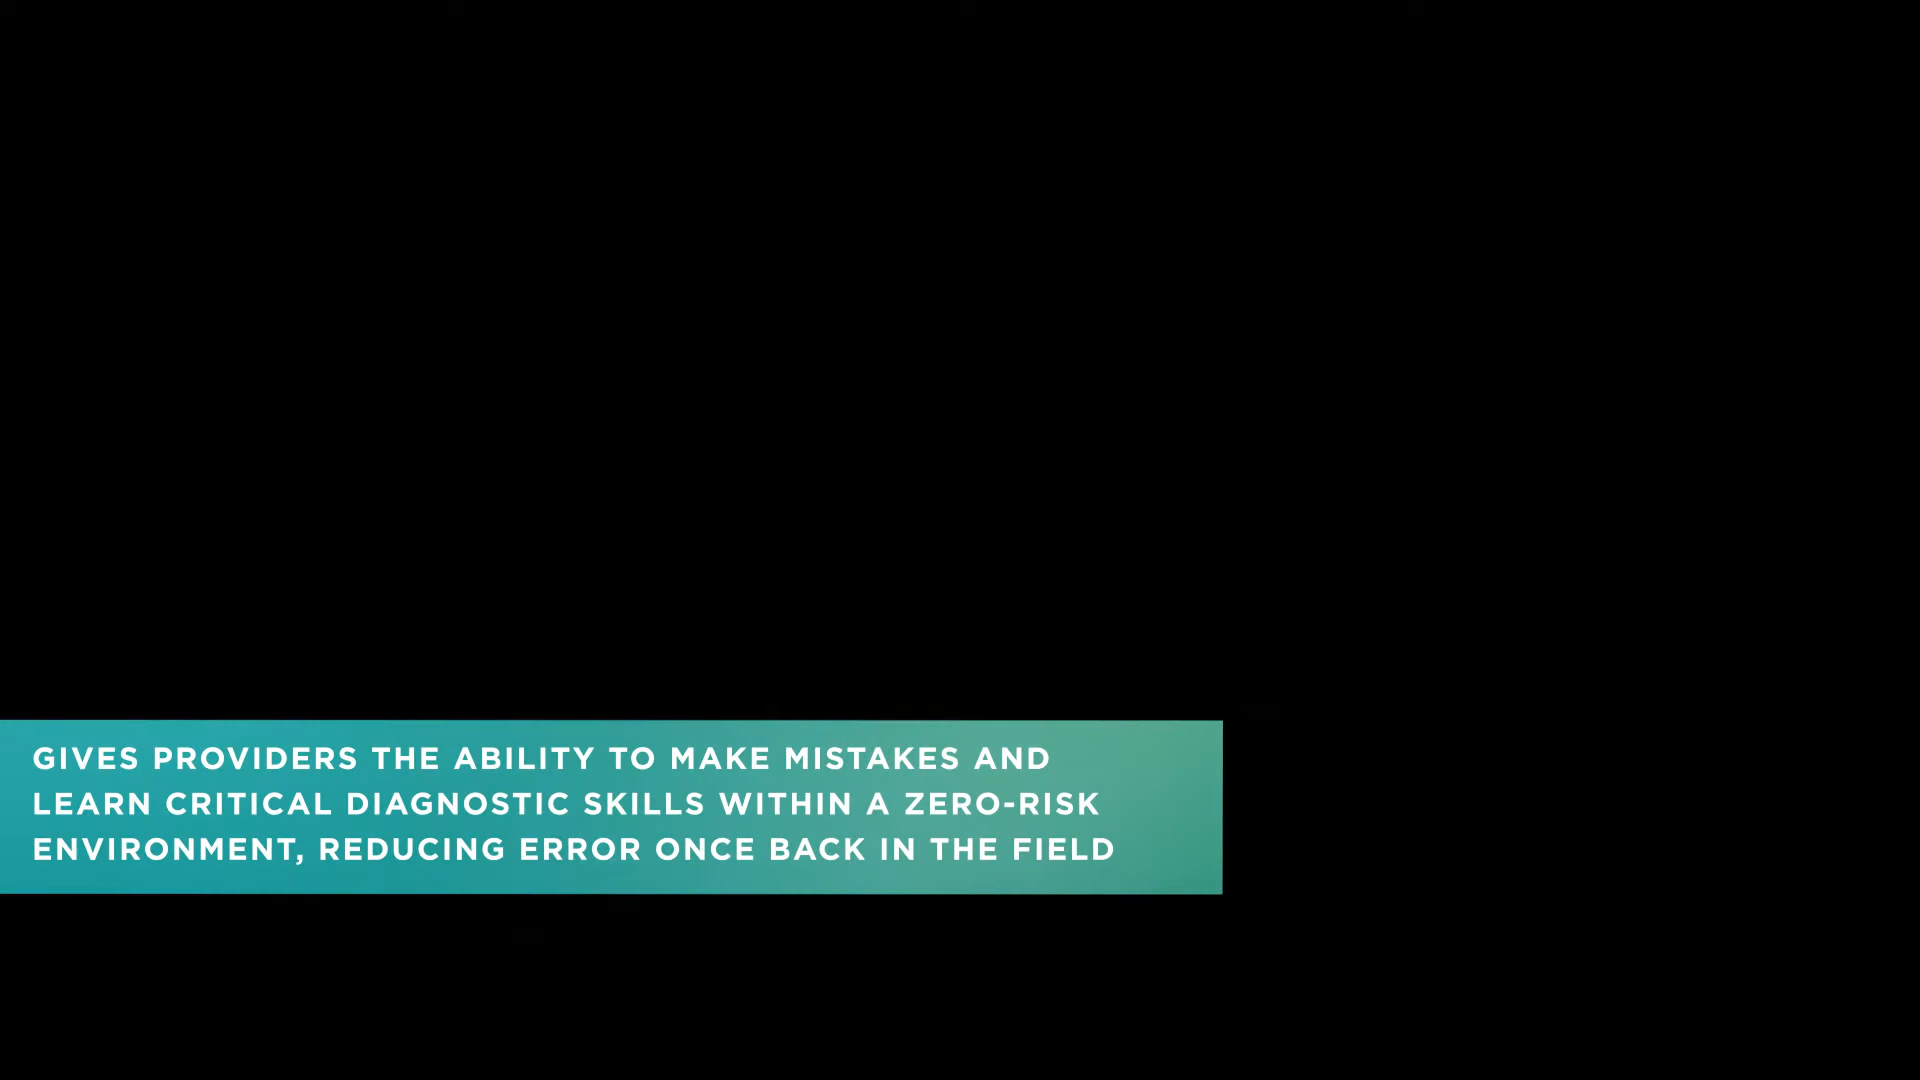 GIVES PROVIDERS THE ABILITY TO MAKE MISTAKES AND
LEARN CRITICAL DIAGNOSTIC SKILLS WITHIN A ZERO-RISK
ENVIRONMENT, REDUCING ERROR ONCE BACK IN THE FIELD